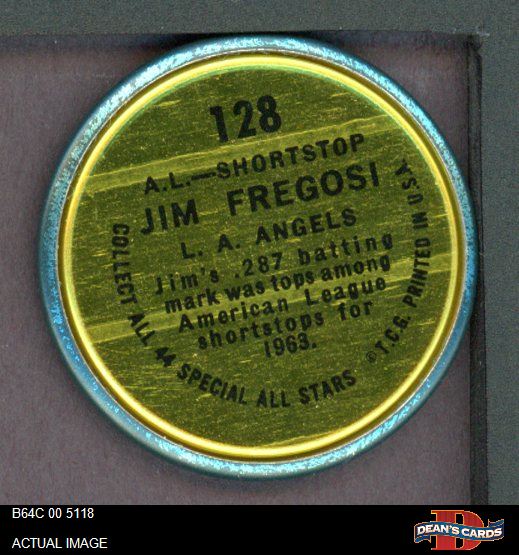 128
A.L.—SHORTSTOP
JIM FREGOSI
L. A. ANGELS
Jim's .287 batting
mark was tops among
American League
shortstops for
1963.
COLLECT ALL 44 SPECIAL ALL STARS
©T.C.G. PRINTED IN U.S.A.
B64C 00 5118
ACTUAL IMAGE
DEAN'S CARDS